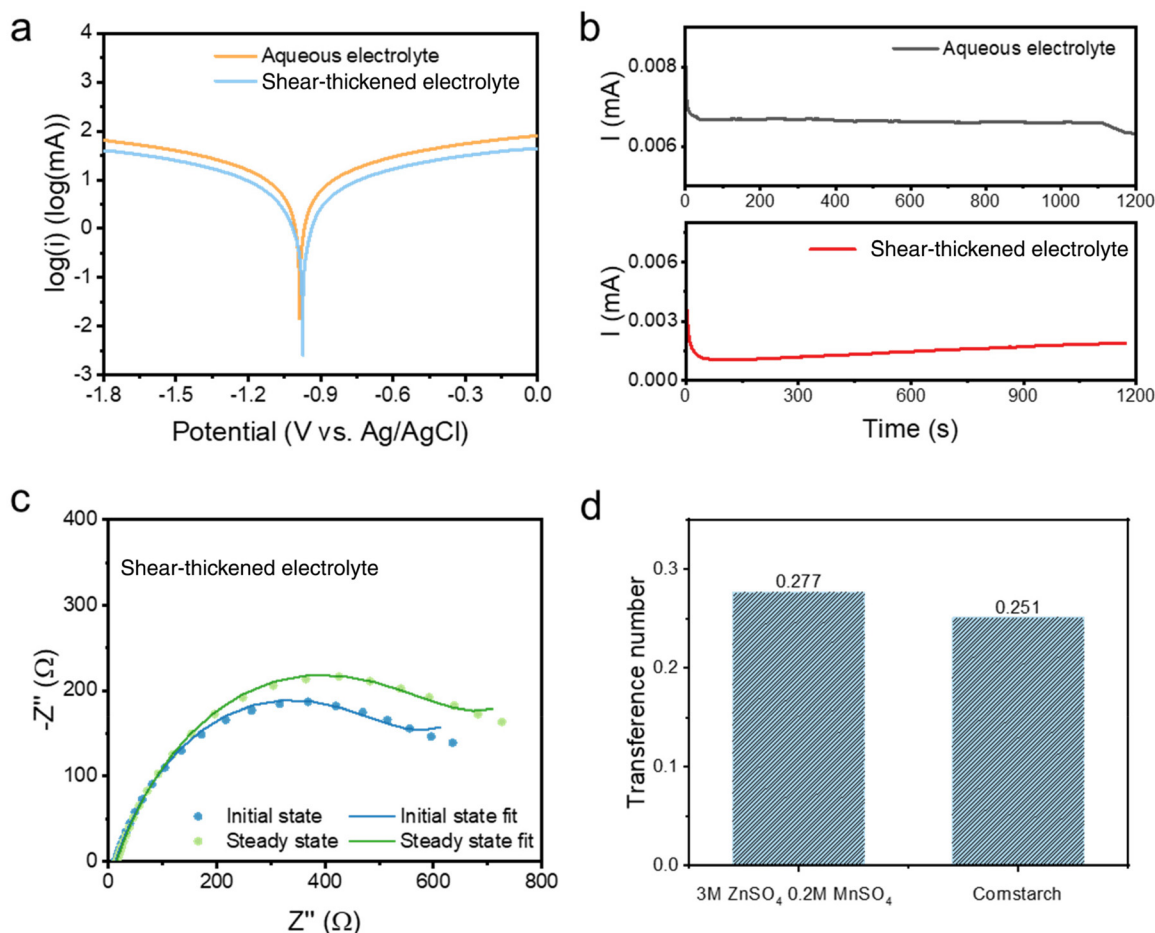 a
Aqueous electrolyte
Shear-thickened electrolyte
log(i) (log(mA))
4
3
2
1
0
-1
-2
-3
-1.8
-1.5
-1.2
-0.9
-0.6
-0.3
0.0
Potential (V vs. Ag/AgCl)
b
Aqueous electrolyte
I (mA)
0.008
0.006
0
200
400
600
800
1000
1200
Shear-thickened electrolyte
I (mA)
0.006
0.003
0.000
0
300
600
900
1200
Time (s)
c
Shear-thickened electrolyte
-Z'' (Ω)
400
300
200
100
0
Initial state
Initial state fit
Steady state
Steady state fit
0
200
400
600
800
Z'' (Ω)
d
Transference number
0.3
0.2
0.1
0.0
0.277
0.251
3M ZnSO₄ 0.2M MnSO₄
Cornstarch